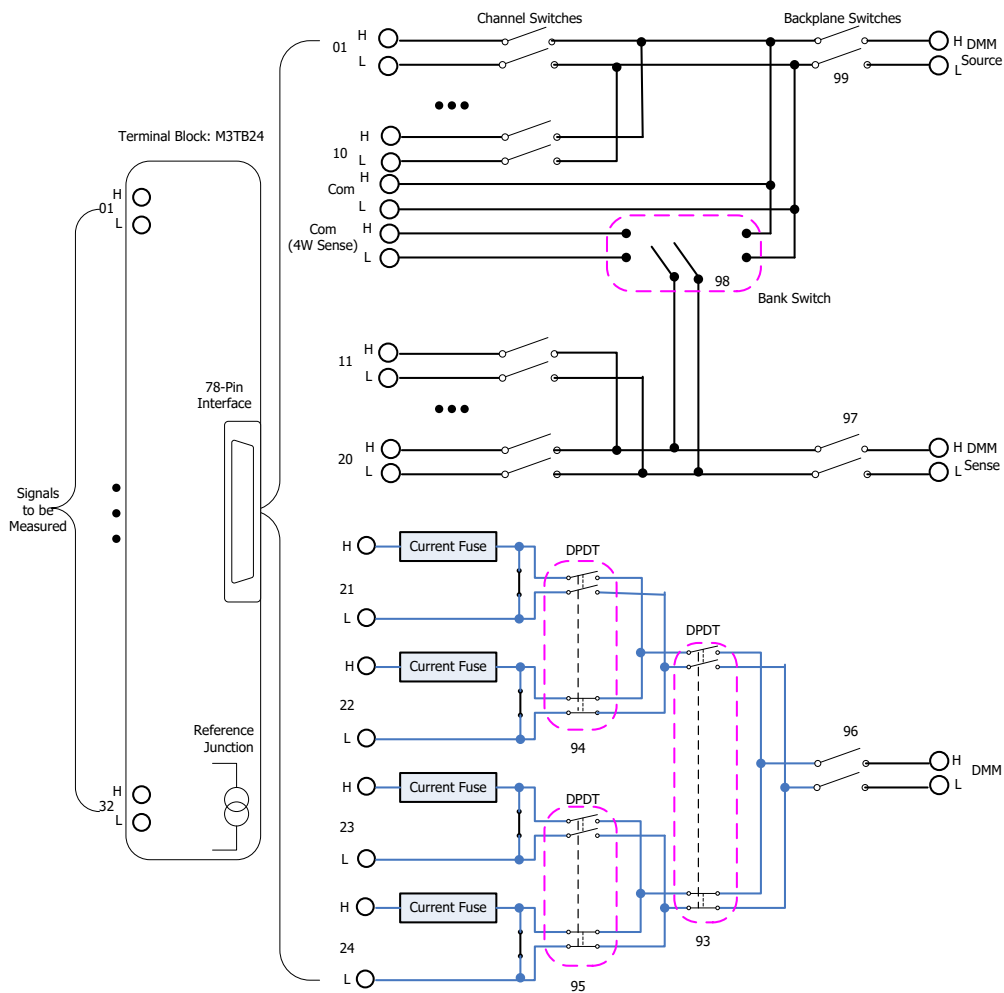 Channel Switches
Backplane Switches
01
H
L
H
L
DMM
Source
99
Terminal Block: M3TB24
10
H
L
Com
H
L
Com
(4W Sense)
H
L
98
Bank Switch
01
H
L
11
H
L
78-Pin
Interface
97
20
H
L
H
L
DMM
Sense
Signals
to be
Measured
H
Current Fuse
DPDT
21
L
H
Current Fuse
DPDT
22
L
94
Reference
Junction
96
H
L
DMM
32
H
L
H
Current Fuse
DPDT
23
L
H
Current Fuse
24
L
93
95